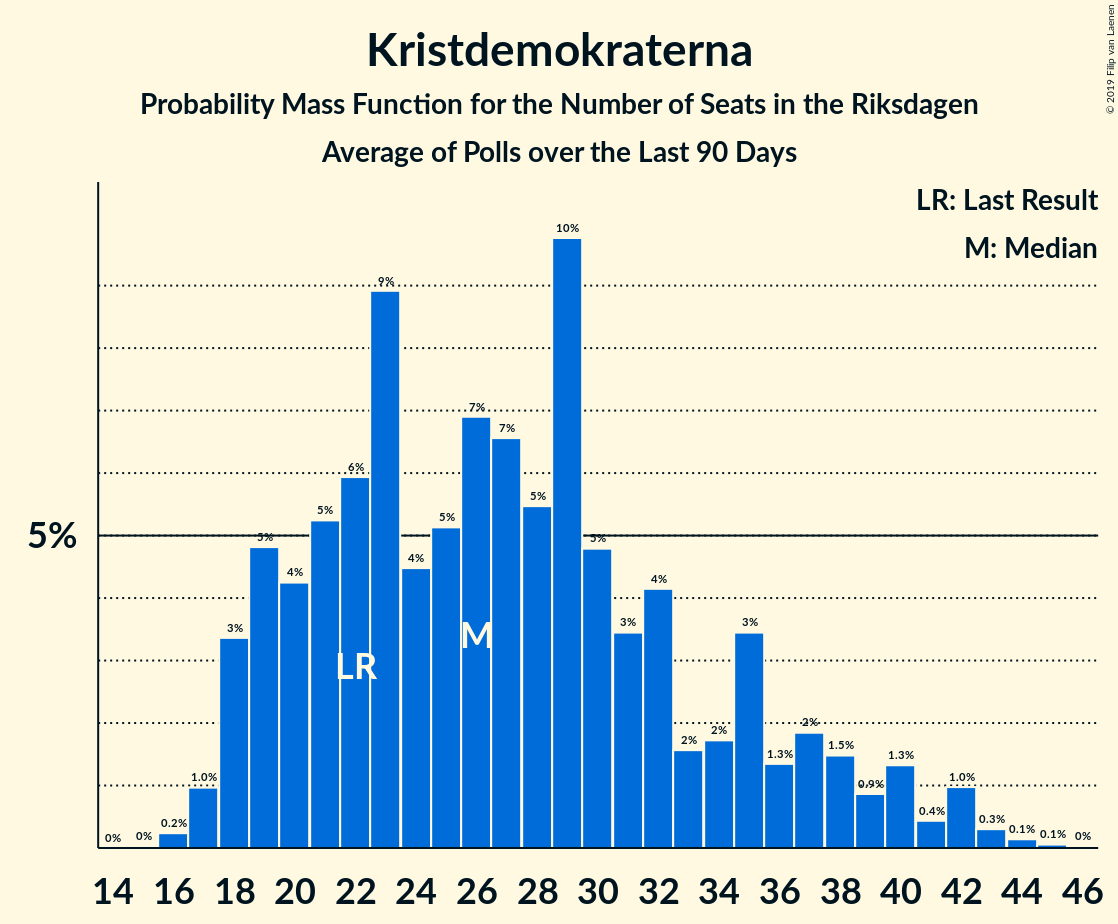 Kristdemokraterna
Probability Mass Function for the Number of Seats in the Riksdagen
Average of Polls over the Last 90 Days
© 2019 Filip van Laenen
LR: Last Result
M: Median
5%
0% 0% 0.2% 1.0% 3% 5% 4% 5% 6% 9% 4% 5% 7% 7% 5% 10% 5% 3% 4% 2% 2% 3% 1.3% 2% 1.5% 0.9% 1.3% 0.4% 1.0% 0.3% 0.1% 0.1% 0%
LR
M
14 16 18 20 22 24 26 28 30 32 34 36 38 40 42 44 46